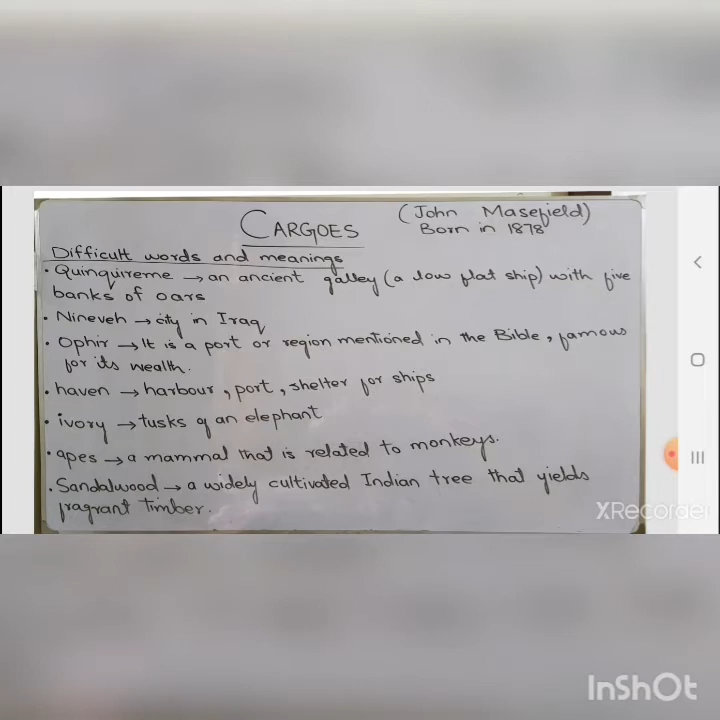 CARGOES (John Masefield)
Born in 1878
Difficult words and meanings
• Quinquireme → an ancient galley (a low flat ship) with five
banks of oars
• Nineveh → city in Iraq
• Ophir → It is a port or region mentioned in the Bible, famous
for its wealth.
• haven → harbour, port, shelter for ships
• ivory → tusks of an elephant
• apes → a mammal that is related to monkeys.
• Sandalwood → a widely cultivated Indian tree that yields
fragrant timber.
XRecorder
InShOt